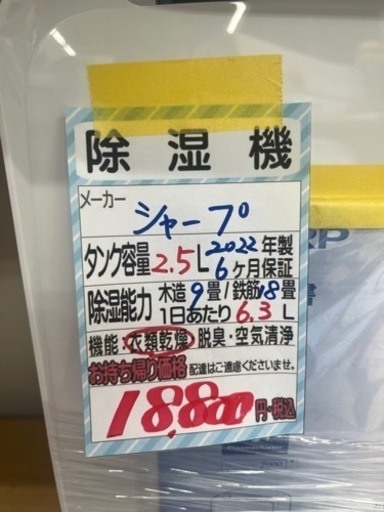 除湿機
メーカー
シャープ
タンク容量 2.5L 2022年製
6ヶ月保証
除湿能力 木造9畳/鉄筋18畳
1日あたり6.3L
機能:衣類乾燥 脱臭・空気清浄
お持ち帰り価格 配達はご遠慮くださいませ。
18,800円・税込
RP
書